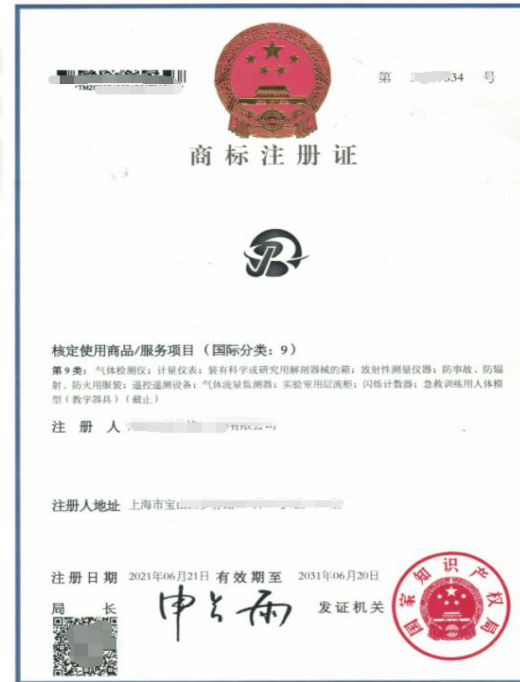 第 334 号
商标注册证
核定使用商品/服务项目（国际分类：9）
第9类：气体检测仪；计量仪表；装有科学或研究用解剖器械的箱；放射性测量仪器；防事故、防辐
射、防火用服装；遥控遥测设备；气体流量监测器；实验室用层流柜；闪烁计数器；急救训练用人体模
型（教学器具）（截止）
注 册 人
注册人地址 上海市宝山
注册日期 2021年06月21日 有效期至 2031年06月20日
局 长 申长雨 发证机关
国家知识产权局